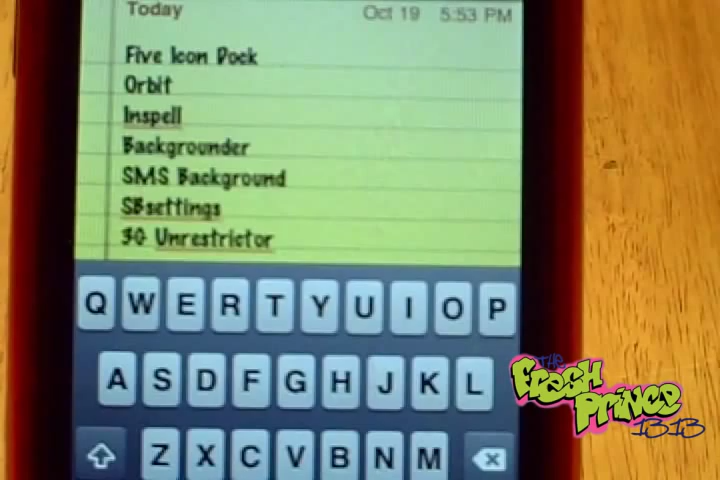 Today Oct 19 5:53 PM
Five Icon Dock
Orbit
Inspell
Backgrounder
SMS Background
SBsettings
3G Unrestrictor
Q W E R T Y U I O P
A S D F G H J K L
Z X C V B N M
THE
FRESH
PRINCE
1313